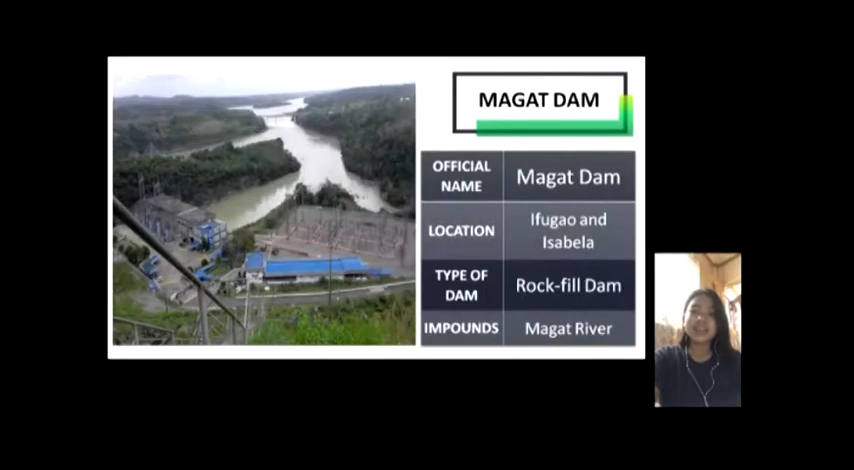 MAGAT DAM
OFFICIAL
NAME
Magat Dam
LOCATION
Ifugao and
Isabela
TYPE OF
DAM
Rock-fill Dam
IMPOUNDS
Magat River